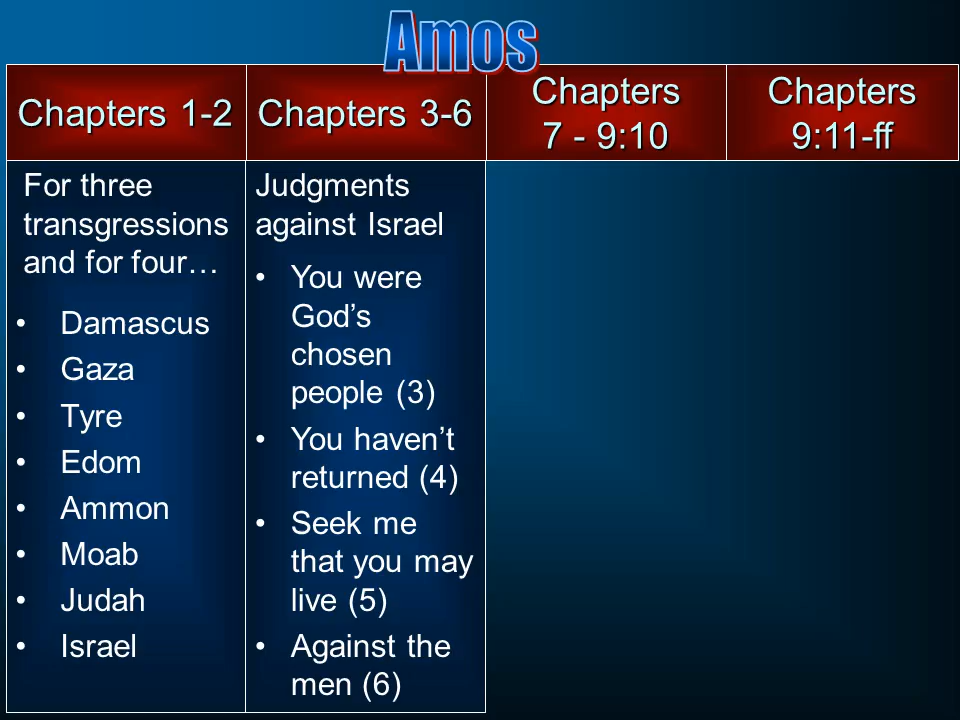 Amos
Chapters 1-2
Chapters 3-6
Chapters
7 - 9:10
Chapters
9:11-ff
For three
transgressions
and for four…
• Damascus
• Gaza
• Tyre
• Edom
• Ammon
• Moab
• Judah
• Israel
Judgments
against Israel
• You were
God’s
chosen
people (3)
• You haven’t
returned (4)
• Seek me
that you may
live (5)
• Against the
men (6)